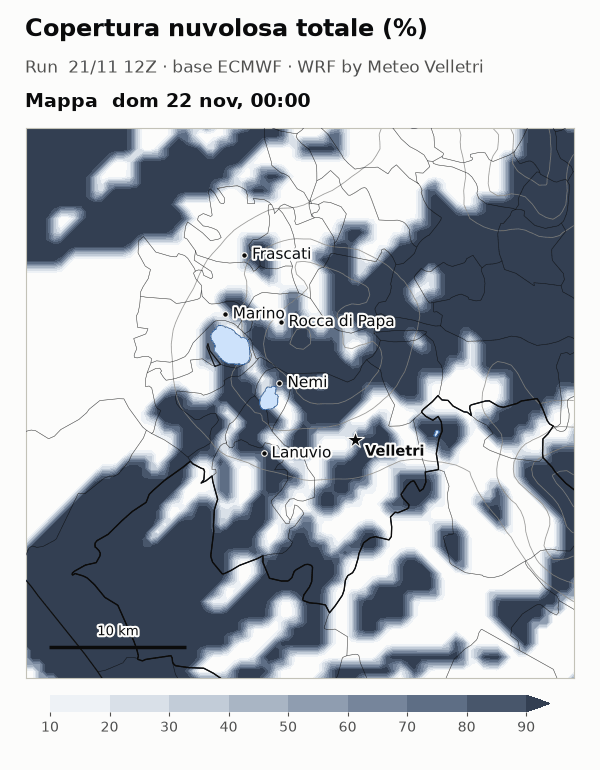 Copertura nuvolosa totale (%)
Run  21/11 12Z · base ECMWF · WRF by Meteo Velletri
Mappa  dom 22 nov, 00:00
Frascati
Marino
Rocca di Papa
Nemi
Velletri
Lanuvio
10 km
10 20 30 40 50 60 70 80 90